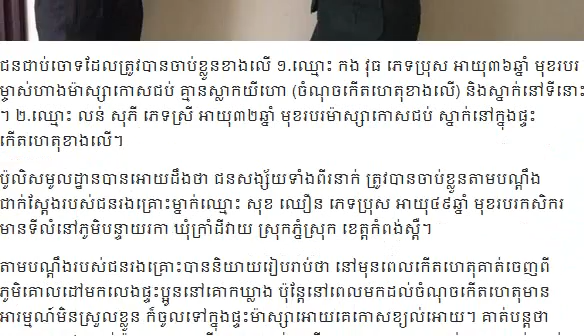 ជនជាប់ចោទដែលត្រូវបានចាប់ខ្លួនខាងលើ ១.ឈ្មោះ កង វុធ ភេទប្រុស អាយុ៣៦ឆ្នាំ មុខរបរ
ម្ចាស់ហាងម៉ាស្សាកោសជប់ គ្មានស្លាកយីហោ (ចំណុចកើតហេតុខាងលើ) និងស្នាក់នៅទីនោះ
។ ២.ឈ្មោះ លន់ សុភី ភេទស្រី អាយុ៣២ឆ្នាំ មុខរបរម៉ាស្សាកោសជប់ ស្នាក់នៅក្នុងផ្ទះ
កើតហេតុខាងលើ។
ប៉ូលិសមូលដ្ឋានបានអោយដឹងថា ជនសង្ស័យទាំងពីរនាក់ ត្រូវបានចាប់ខ្លួនតាមបណ្ដឹង
ជាក់ស្ដែងរបស់ជនរងគ្រោះម្នាក់ឈ្មោះ សុខ ឈឿន ភេទប្រុស អាយុ៤៩ឆ្នាំ មុខរបរកសិករ
មានទីលំនៅភូមិបន្ទាយរកា ឃុំក្រាំដីវាយ ស្រុកភ្នំស្រុក ខេត្តកំពង់ស្ពឺ។
តាមបណ្ដឹងរបស់ជនរងគ្រោះបាននិយាយរៀបរាប់ថា នៅមុនពេលកើតហេតុគាត់ចេញពី
ភូមិគោលដៅមកលេងផ្ទះប្អូននៅគោកឃ្លាង ប៉ុន្តែនៅពេលមកដល់ចំណុចកើតហេតុមាន
អារម្មណ៍មិនស្រួលខ្លួន ក៏ចូលទៅក្នុងផ្ទះម៉ាស្សាអោយគេកោសខ្យល់អោយ។ គាត់បន្តថា